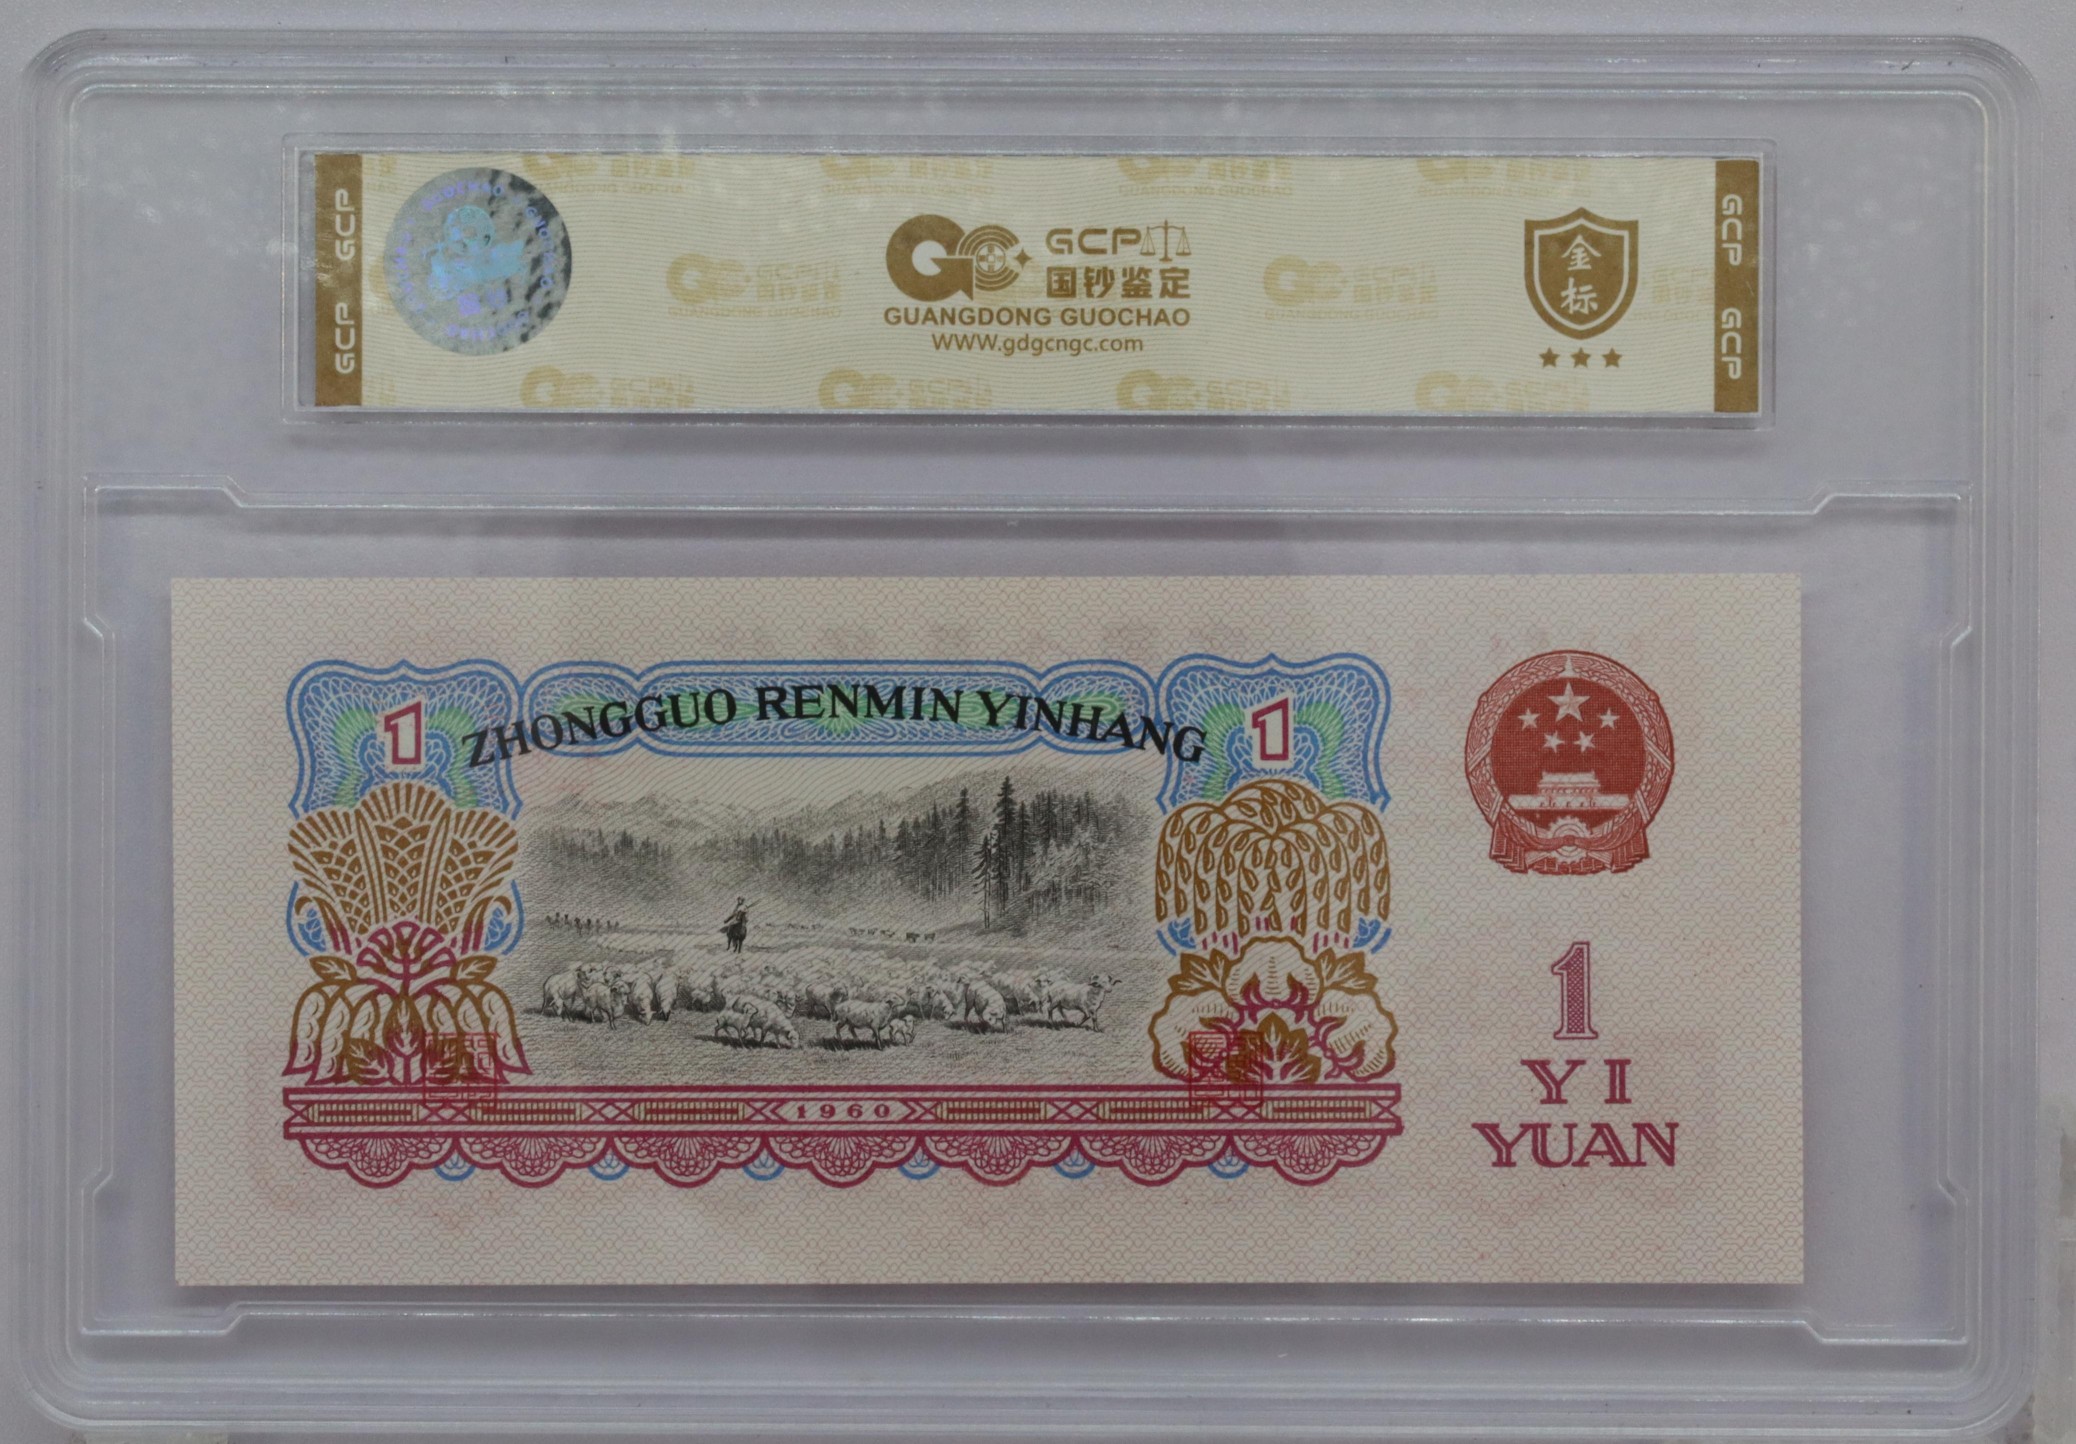 GCP GCP
GCP
国钞鉴定
GUANGDONG GUOCHAO
WWW.gdgcngc.com
金标
GCP GCP
1
ZHONGGUO RENMIN YINHANG
1
1960
1
YI
YUAN